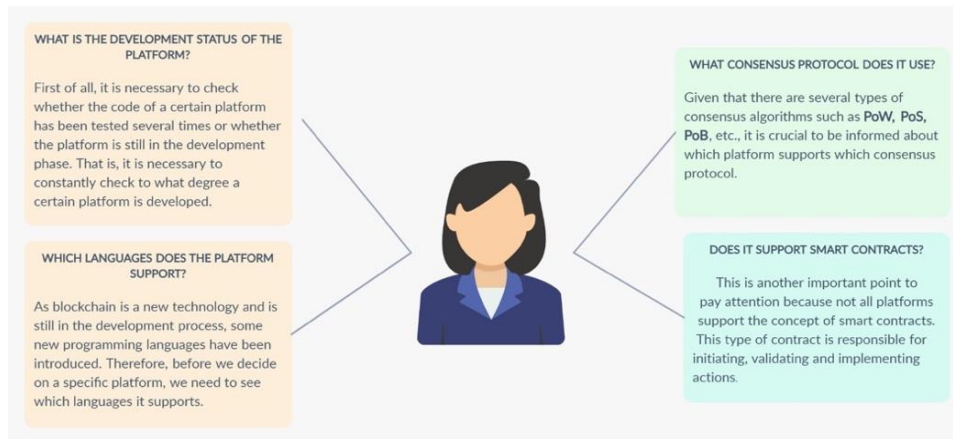 WHAT IS THE DEVELOPMENT STATUS OF THE
PLATFORM?
First of all, it is necessary to check
whether the code of a certain platform
has been tested several times or whether
the platform is still in the development
phase. That is, it is necessary to
constantly check to what degree a
certain platform is developed.
WHICH LANGUAGES DOES THE PLATFORM
SUPPORT?
As blockchain is a new technology and is
still in the development process, some
new programming languages have been
introduced. Therefore, before we decide
on a specific platform, we need to see
which languages it supports.
WHAT CONSENSUS PROTOCOL DOES IT USE?
Given that there are several types of
consensus algorithms such as PoW, PoS,
PoB, etc., it is crucial to be informed about
which platform supports which consensus
protocol.
DOES IT SUPPORT SMART CONTRACTS?
This is another important point to
pay attention because not all platforms
support the concept of smart contracts.
This type of contract is responsible for
initiating, validating and implementing
actions.